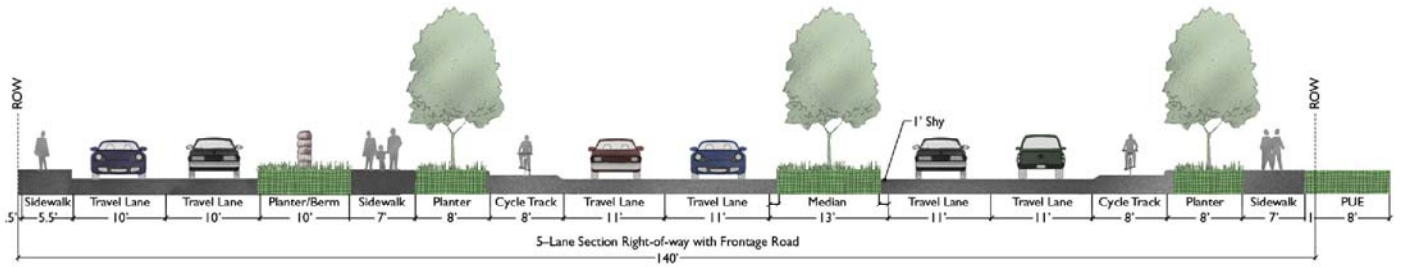 ROW
ROW
1' Shy
Sidewalk Travel Lane Travel Lane Planter/Berm Sidewalk Planter Cycle Track Travel Lane Travel Lane Median Travel Lane Travel Lane Cycle Track Planter Sidewalk PUE
.5' 5.5' 10' 10' 10' 7' 8' 8' 11' 11' 13' 11' 11' 8' 8' 7' 1 8'
5-Lane Section Right-of-way with Frontage Road
140'